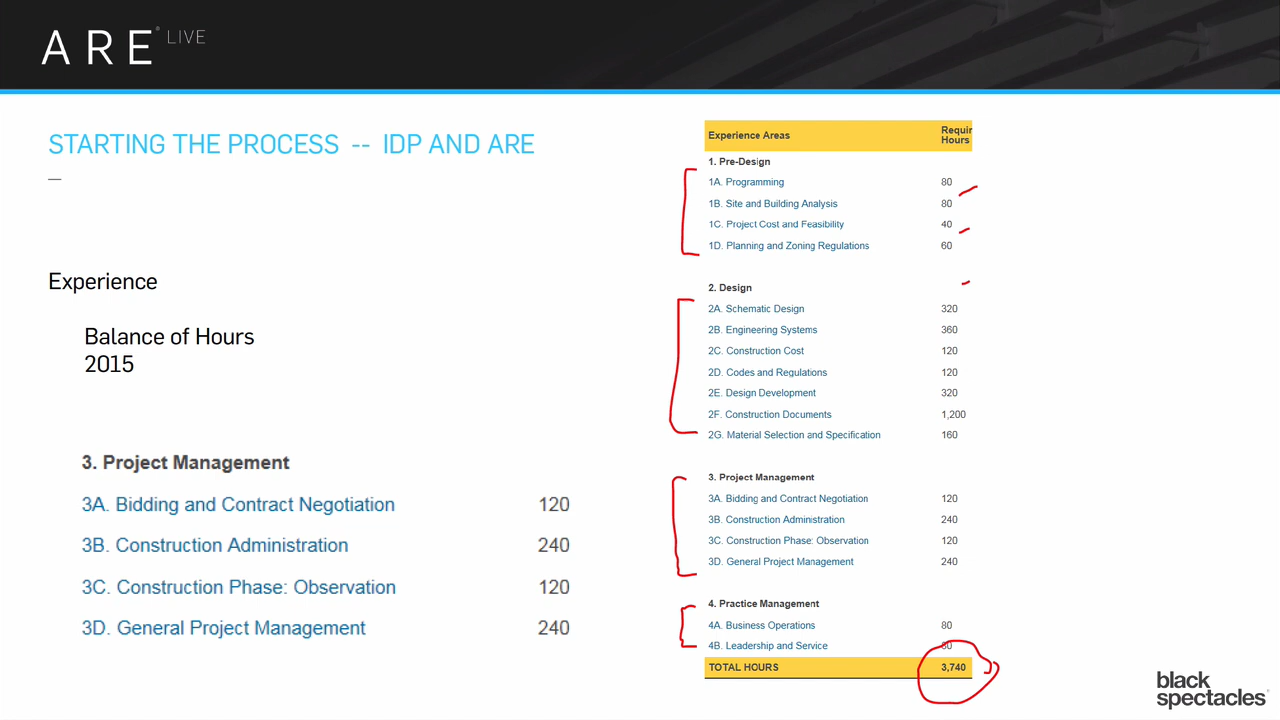 ARE® LIVE
STARTING THE PROCESS -- IDP AND ARE
Experience
Balance of Hours
2015
3. Project Management
3A. Bidding and Contract Negotiation 120
3B. Construction Administration 240
3C. Construction Phase: Observation 120
3D. General Project Management 240
Experience Areas Requir
Hours
1. Pre-Design
1A. Programming 80
1B. Site and Building Analysis 80
1C. Project Cost and Feasibility 40
1D. Planning and Zoning Regulations 60
2. Design
2A. Schematic Design 320
2B. Engineering Systems 360
2C. Construction Cost 120
2D. Codes and Regulations 120
2E. Design Development 320
2F. Construction Documents 1,200
2G. Material Selection and Specification 160
3. Project Management
3A. Bidding and Contract Negotiation 120
3B. Construction Administration 240
3C. Construction Phase: Observation 120
3D. General Project Management 240
4. Practice Management
4A. Business Operations 80
4B. Leadership and Service 80
TOTAL HOURS 3,740
black
spectacles